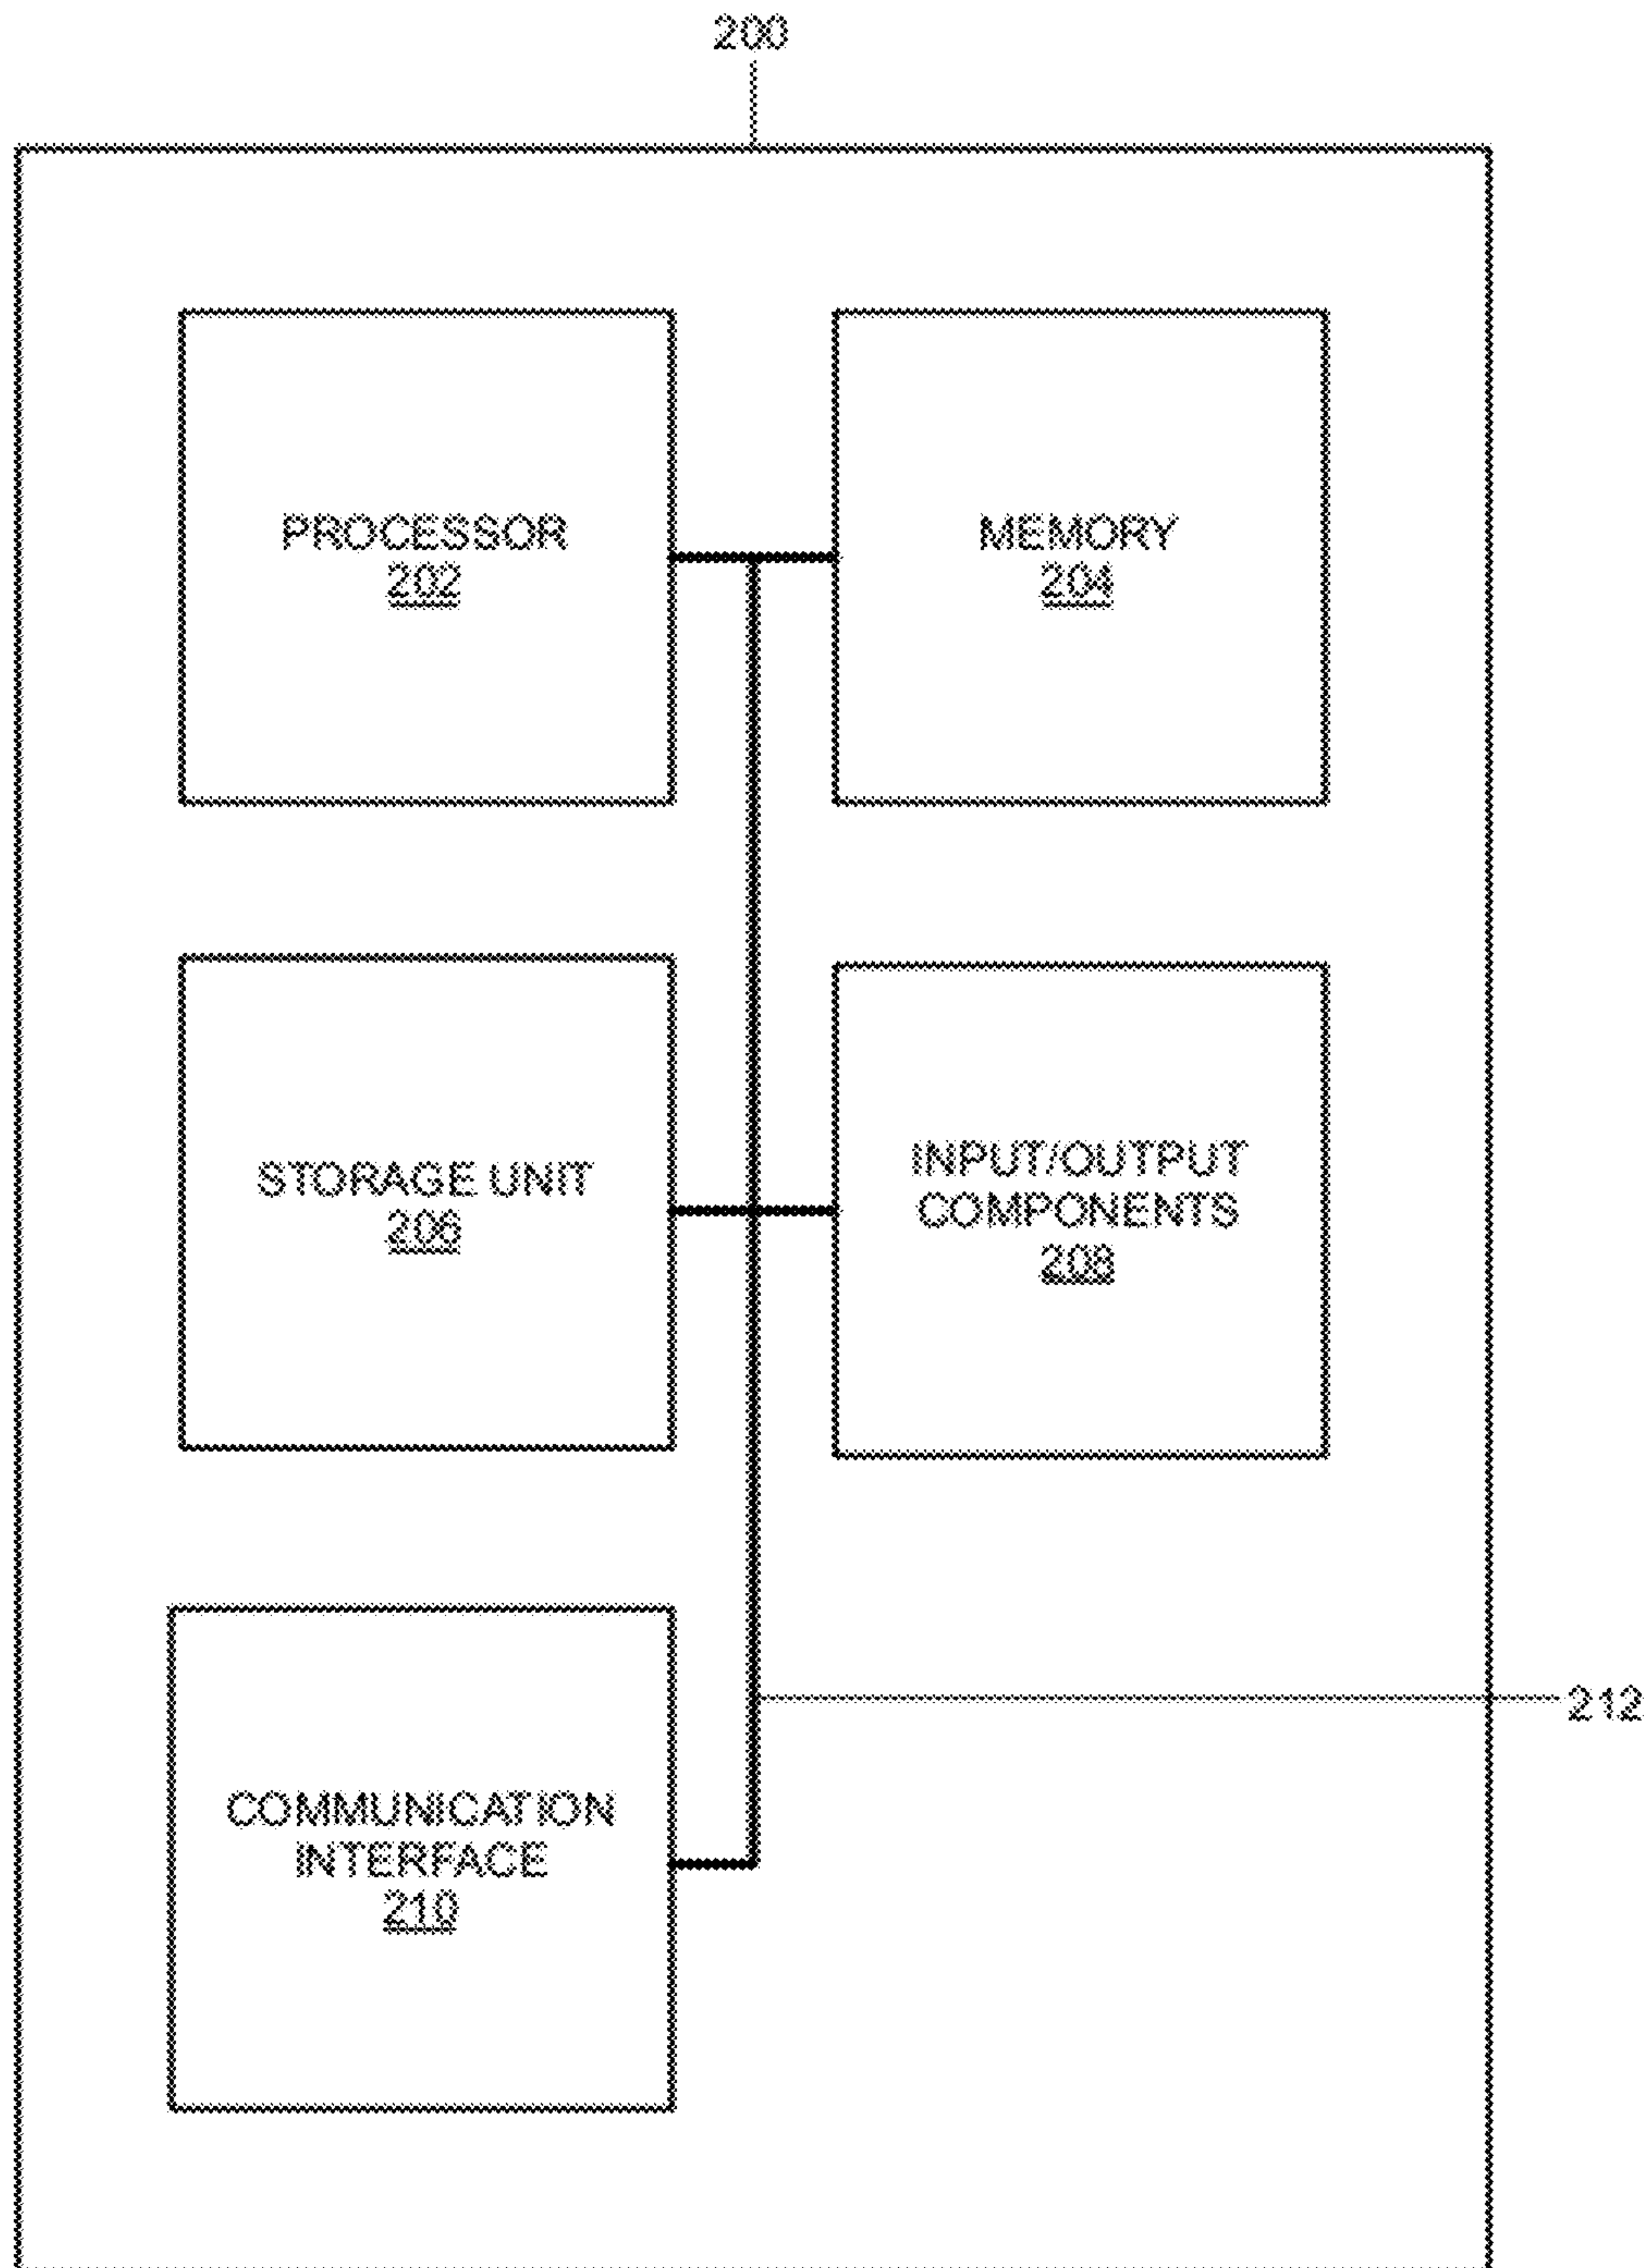 200
PROCESSOR
202
MEMORY
204
STORAGE UNIT
206
INPUT/OUTPUT
COMPONENTS
208
COMMUNICATION
INTERFACE
210
212